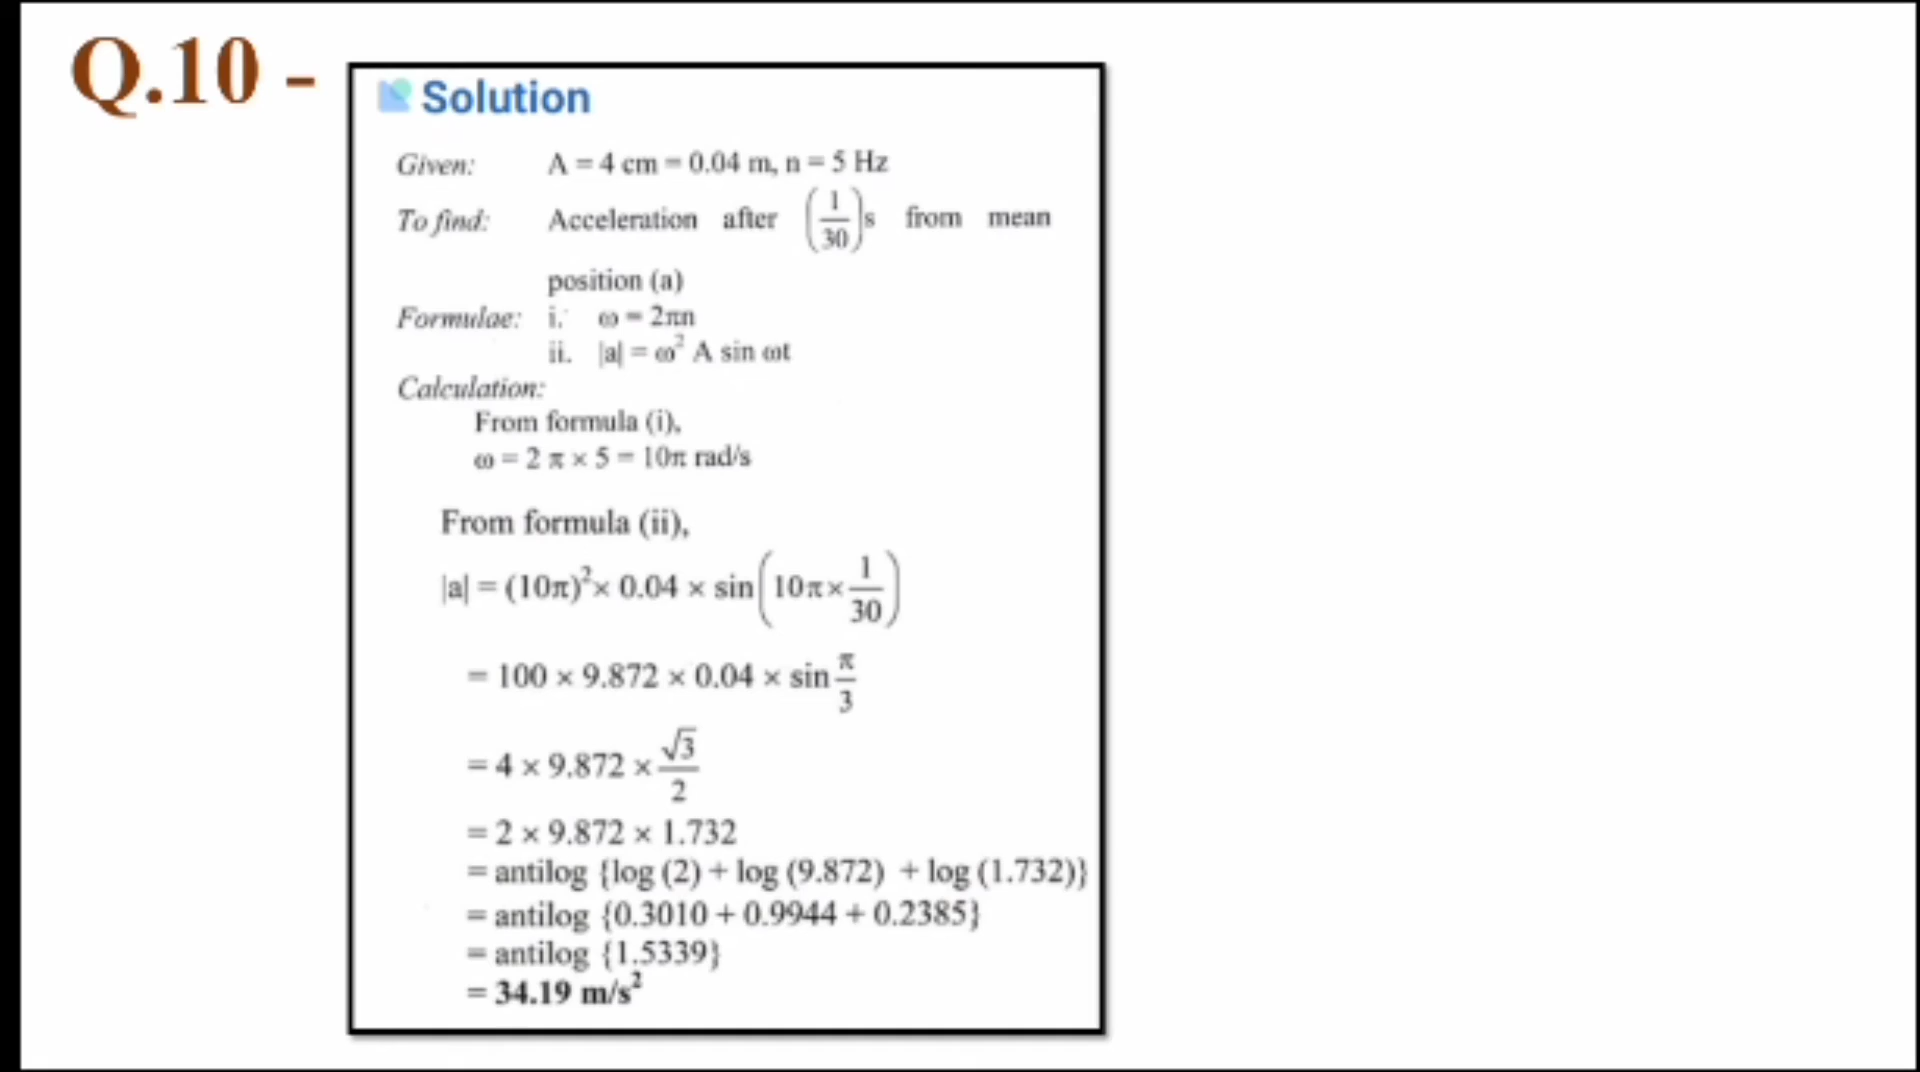 Q.10 -
Solution
Given: A = 4 cm = 0.04 m, n = 5 Hz
To find: Acceleration after (1/30)s from mean
position (a)
Formulae: i. ω = 2πn
ii. |a| = ω² A sin ωt
Calculation:
From formula (i),
ω = 2 π × 5 = 10π rad/s
From formula (ii),
|a| = (10π)² × 0.04 × sin(10π × 1/30)
= 100 × 9.872 × 0.04 × sin π/3
= 4 × 9.872 × √3/2
= 2 × 9.872 × 1.732
= antilog {log (2) + log (9.872) + log (1.732)}
= antilog {0.3010 + 0.9944 + 0.2385}
= antilog {1.5339}
= 34.19 m/s²